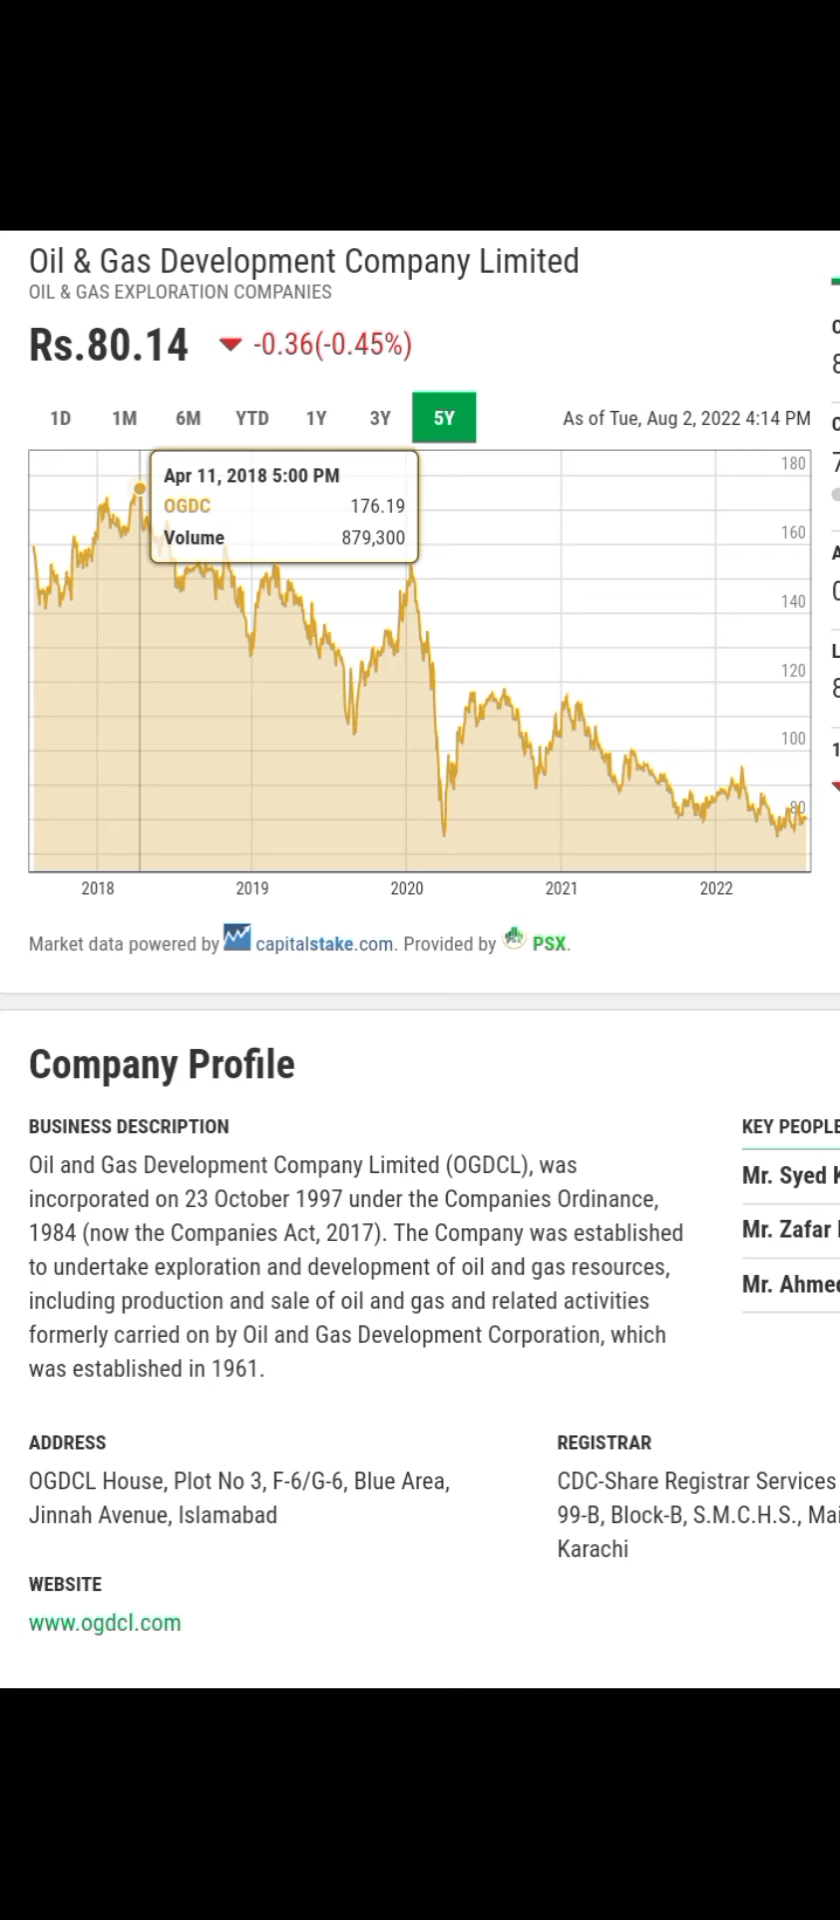 Oil & Gas Development Company Limited
OIL & GAS EXPLORATION COMPANIES
Rs.80.14 -0.36(-0.45%)
1D 1M 6M YTD 1Y 3Y 5Y As of Tue, Aug 2, 2022 4:14 PM
Apr 11, 2018 5:00 PM
OGDC 176.19
Volume 879,300
180
160
140
120
100
80
2018 2019 2020 2021 2022
Market data powered by capitalstake.com. Provided by PSX.
Company Profile
BUSINESS DESCRIPTION
Oil and Gas Development Company Limited (OGDCL), was
incorporated on 23 October 1997 under the Companies Ordinance,
1984 (now the Companies Act, 2017). The Company was established
to undertake exploration and development of oil and gas resources,
including production and sale of oil and gas and related activities
formerly carried on by Oil and Gas Development Corporation, which
was established in 1961.
KEY PEOPLE
Mr. Syed
Mr. Zafar
Mr. Ahmed
ADDRESS
OGDCL House, Plot No 3, F-6/G-6, Blue Area,
Jinnah Avenue, Islamabad
REGISTRAR
CDC-Share Registrar Services
99-B, Block-B, S.M.C.H.S.,
Karachi
WEBSITE
www.ogdcl.com